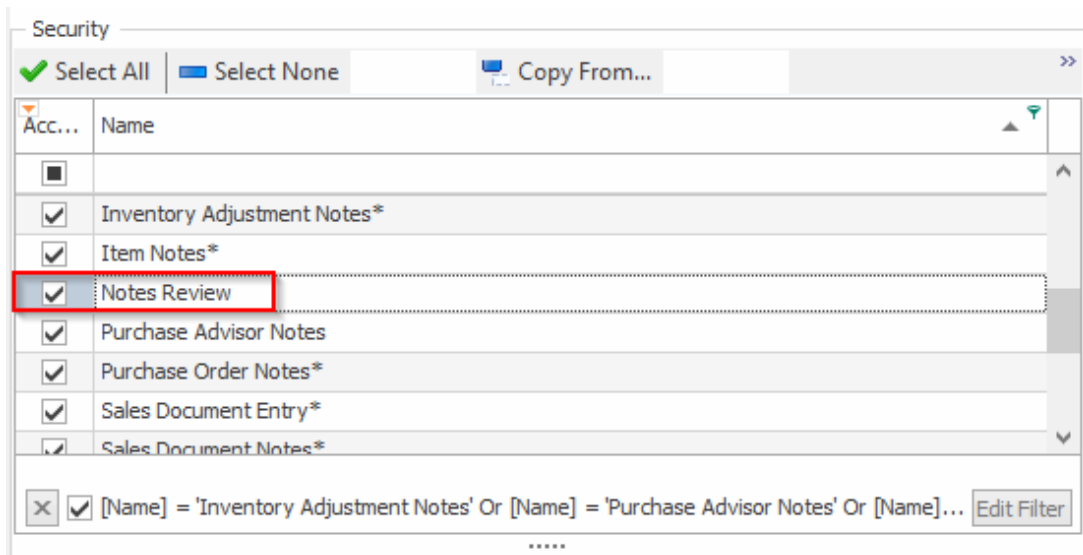 Security
Select All Select None Copy From... »
Acc... Name
Inventory Adjustment Notes*
Item Notes*
Notes Review
Purchase Advisor Notes
Purchase Order Notes*
Sales Document Entry*
Sales Document Notes*
[Name] = 'Inventory Adjustment Notes' Or [Name] = 'Purchase Advisor Notes' Or [Name]... Edit Filter